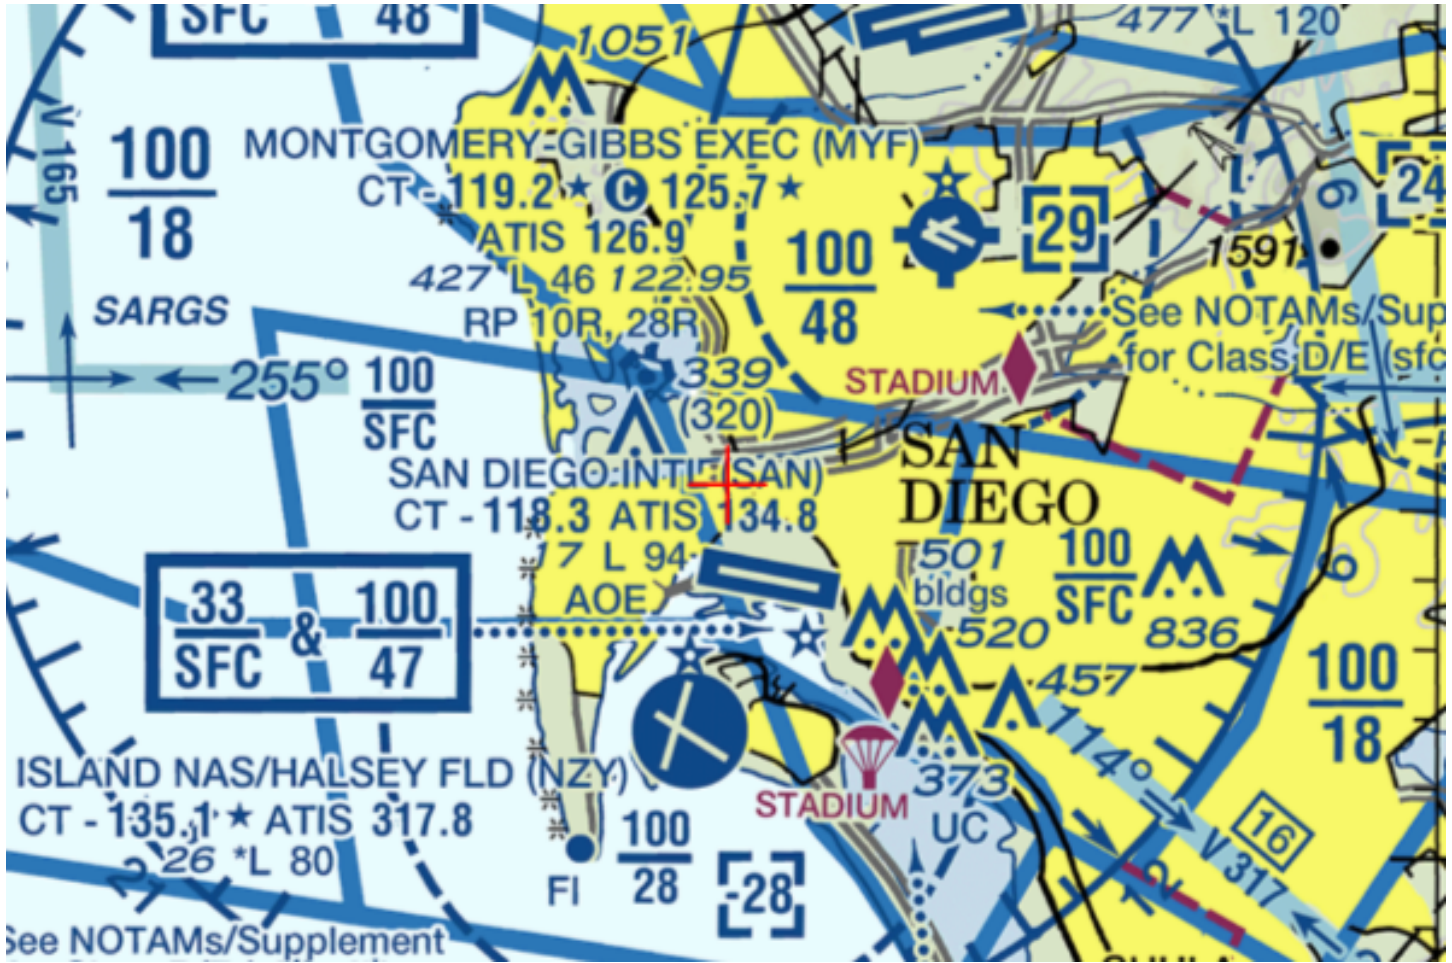 SFC 48
1051
477 *L 120
V 165
100
18
MONTGOMERY-GIBBS EXEC (MYF)
CT - 119.2 ★ C 125.7 ★
ATIS 126.9
427 L 46 122.95
RP 10R, 28R
100
48
29
24
6
1591
SARGS
255°
100
SFC
339
(320)
STADIUM
See NOTAMs/Sup
for Class D/E (sfc
SAN
DIEGO
SAN DIEGO INTL (SAN)
CT - 118.3 ATIS 134.8
17 L 94
AOE
33
SFC
&
100
47
501
bldgs
520
100
SFC
836
9
457
100
18
114°
373
UC
STADIUM
ISLAND NAS/HALSEY FLD (NZY)
CT - 135.1 ★ ATIS 317.8
26 *L 80
21
FI
100
28
-28
16
V 317
12
See NOTAMs/Supplement